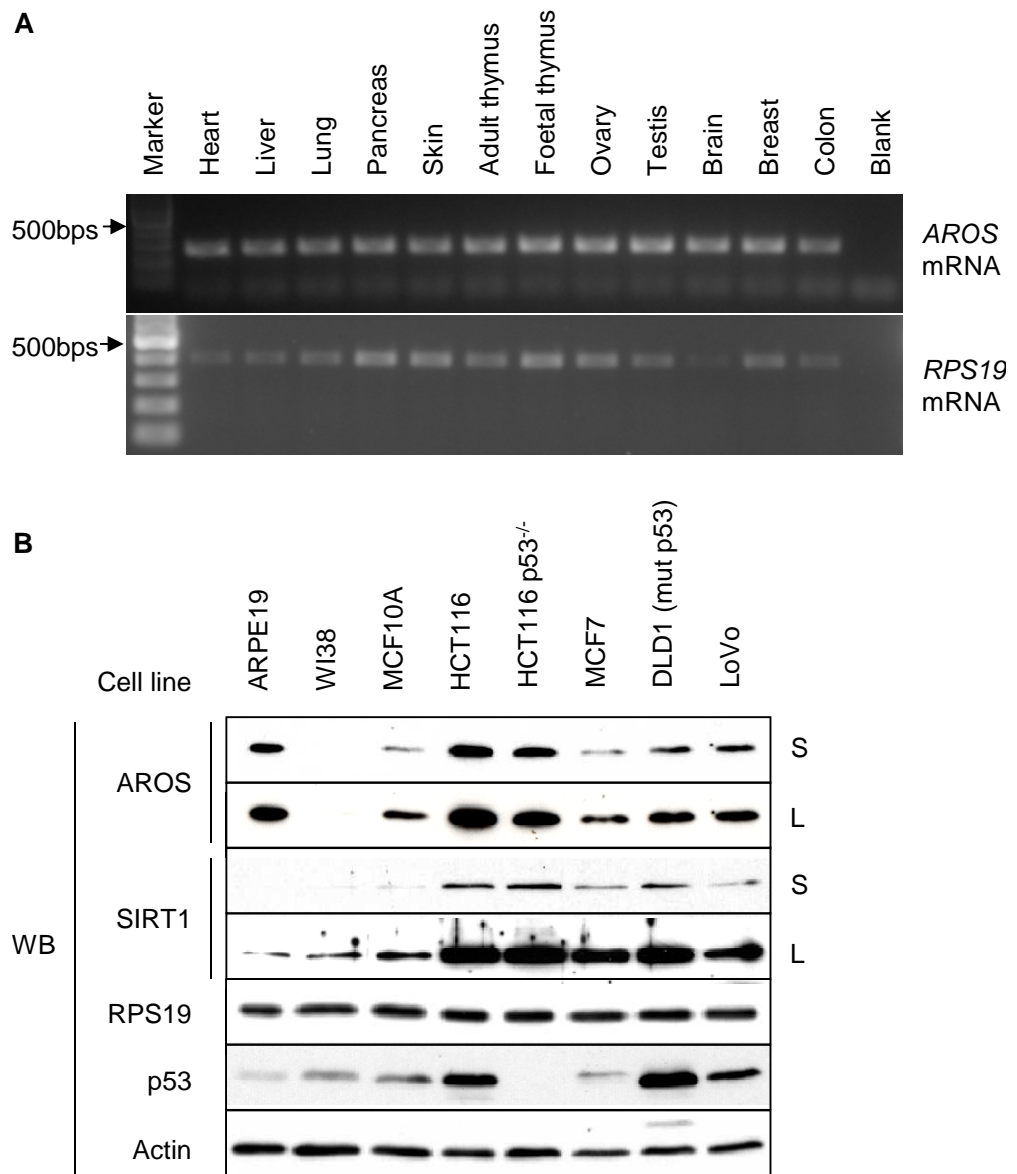 A
Marker
Heart
Liver
Lung
Pancreas
Skin
Adult thymus
Foetal thymus
Ovary
Testis
Brain
Breast
Colon
Blank
500bps
AROS
mRNA
500bps
RPS19
mRNA
B
Cell line
ARPE19
WI38
MCF10A
HCT116
HCT116 p53-/-
MCF7
DLD1 (mut p53)
LoVo
WB
AROS
S
L
SIRT1
S
L
RPS19
p53
Actin